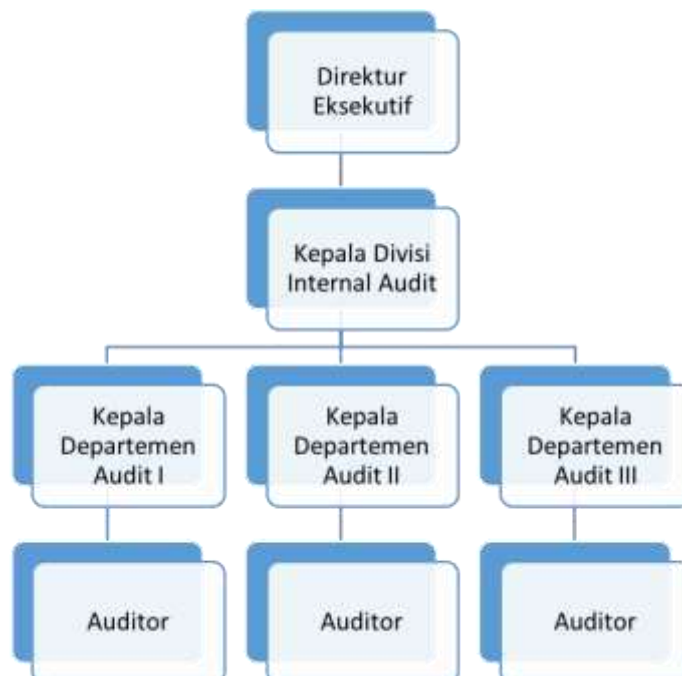 Direktur
Eksekutif
Kepala Divisi
Internal Audit
Kepala
Departemen
Audit I
Kepala
Departemen
Audit II
Kepala
Departemen
Audit III
Auditor
Auditor
Auditor